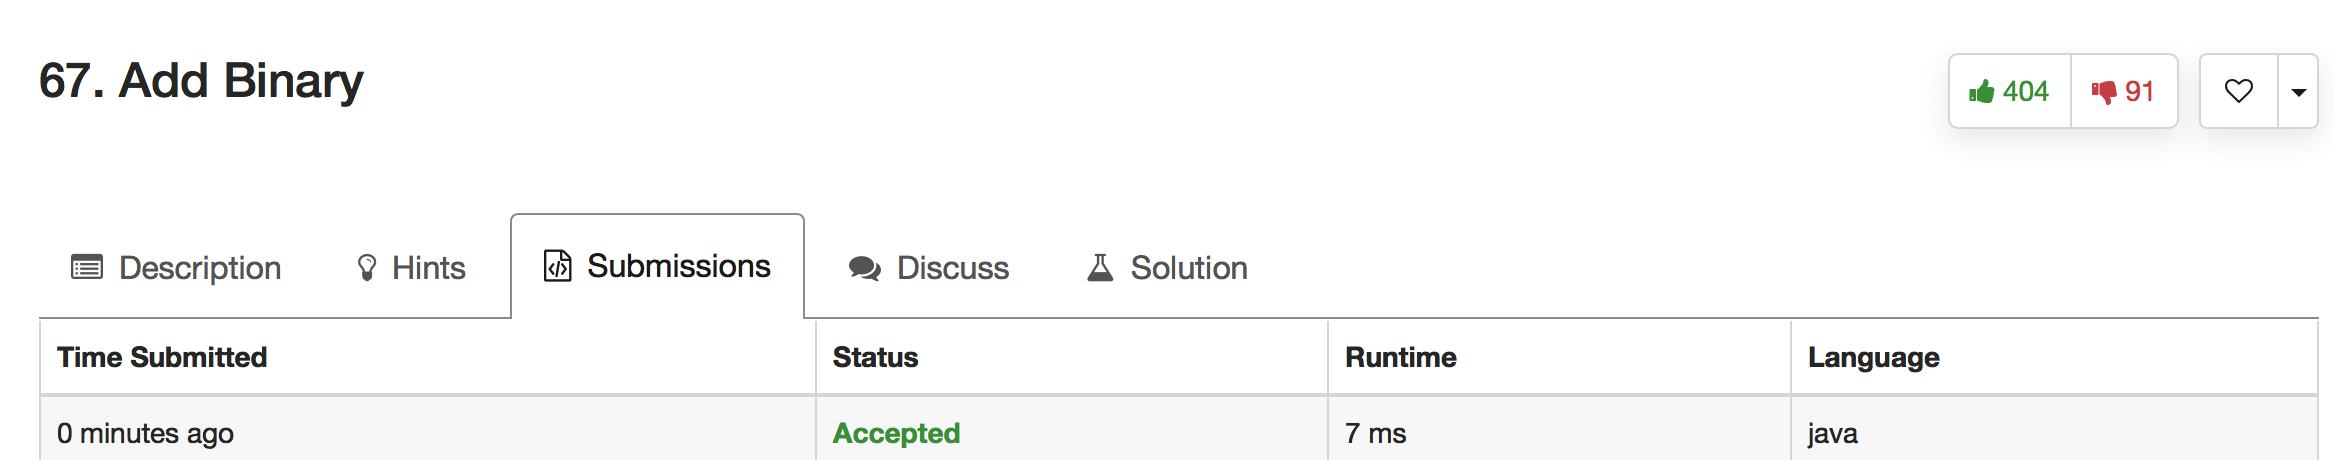 67. Add Binary
404 91
Description Hints Submissions Discuss Solution
Time Submitted Status Runtime Language
0 minutes ago Accepted 7 ms java